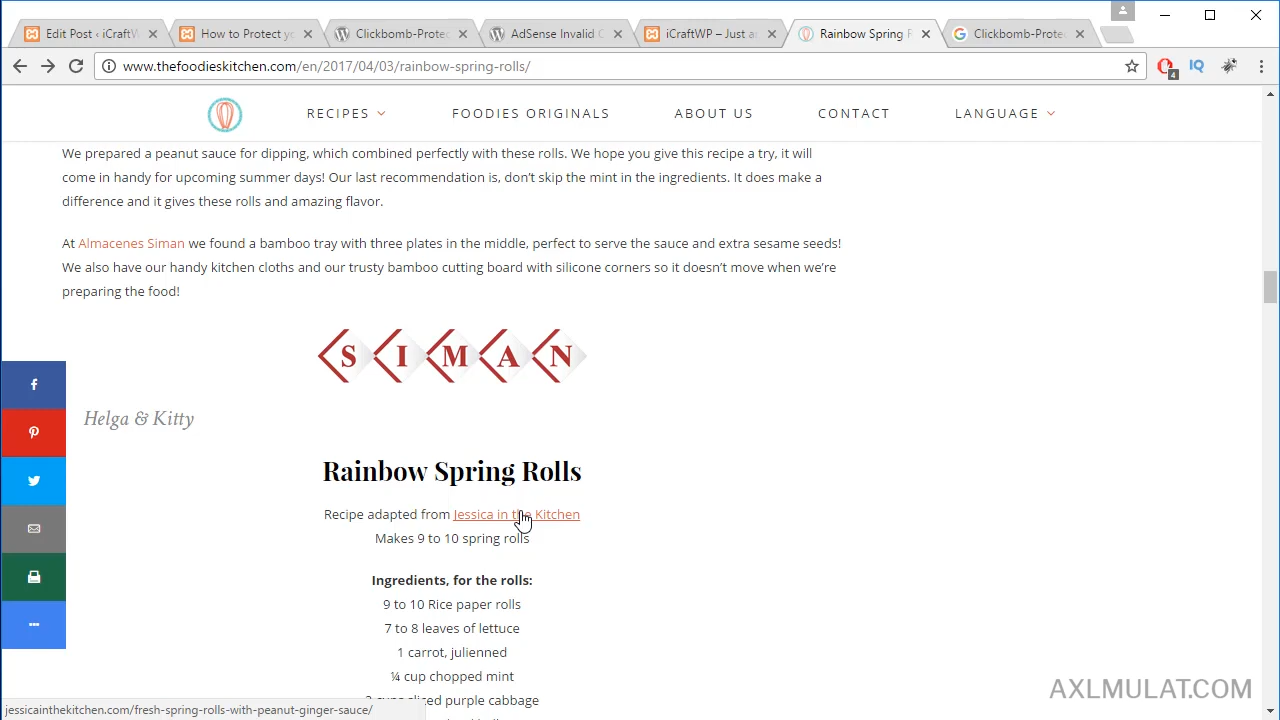 Edit Post ‹ iCraftW
How to Protect yo
Clickbomb-Protec
AdSense Invalid C
iCraftWP – Just a
Rainbow Spring R
Clickbomb-Protec
www.thefoodieskitchen.com/en/2017/04/03/rainbow-spring-rolls/
4
IQ
RECIPES
FOODIES ORIGINALS
ABOUT US
CONTACT
LANGUAGE
We prepared a peanut sauce for dipping, which combined perfectly with these rolls. We hope you give this recipe a try, it will
come in handy for upcoming summer days! Our last recommendation is, don’t skip the mint in the ingredients. It does make a
difference and it gives these rolls and amazing flavor.
At Almacenes Siman we found a bamboo tray with three plates in the middle, perfect to serve the sauce and extra sesame seeds!
We also have our handy kitchen cloths and our trusty bamboo cutting board with silicone corners so it doesn’t move when we’re
preparing the food!
SIMAN
Helga & Kitty
Rainbow Spring Rolls
Recipe adapted from Jessica in the Kitchen
Makes 9 to 10 spring rolls
Ingredients, for the rolls:
9 to 10 Rice paper rolls
7 to 8 leaves of lettuce
1 carrot, julienned
¼ cup chopped mint
sliced purple cabbage
AXLMULAT.COM
jessicainthekitchen.com/fresh-spring-rolls-with-peanut-ginger-sauce/